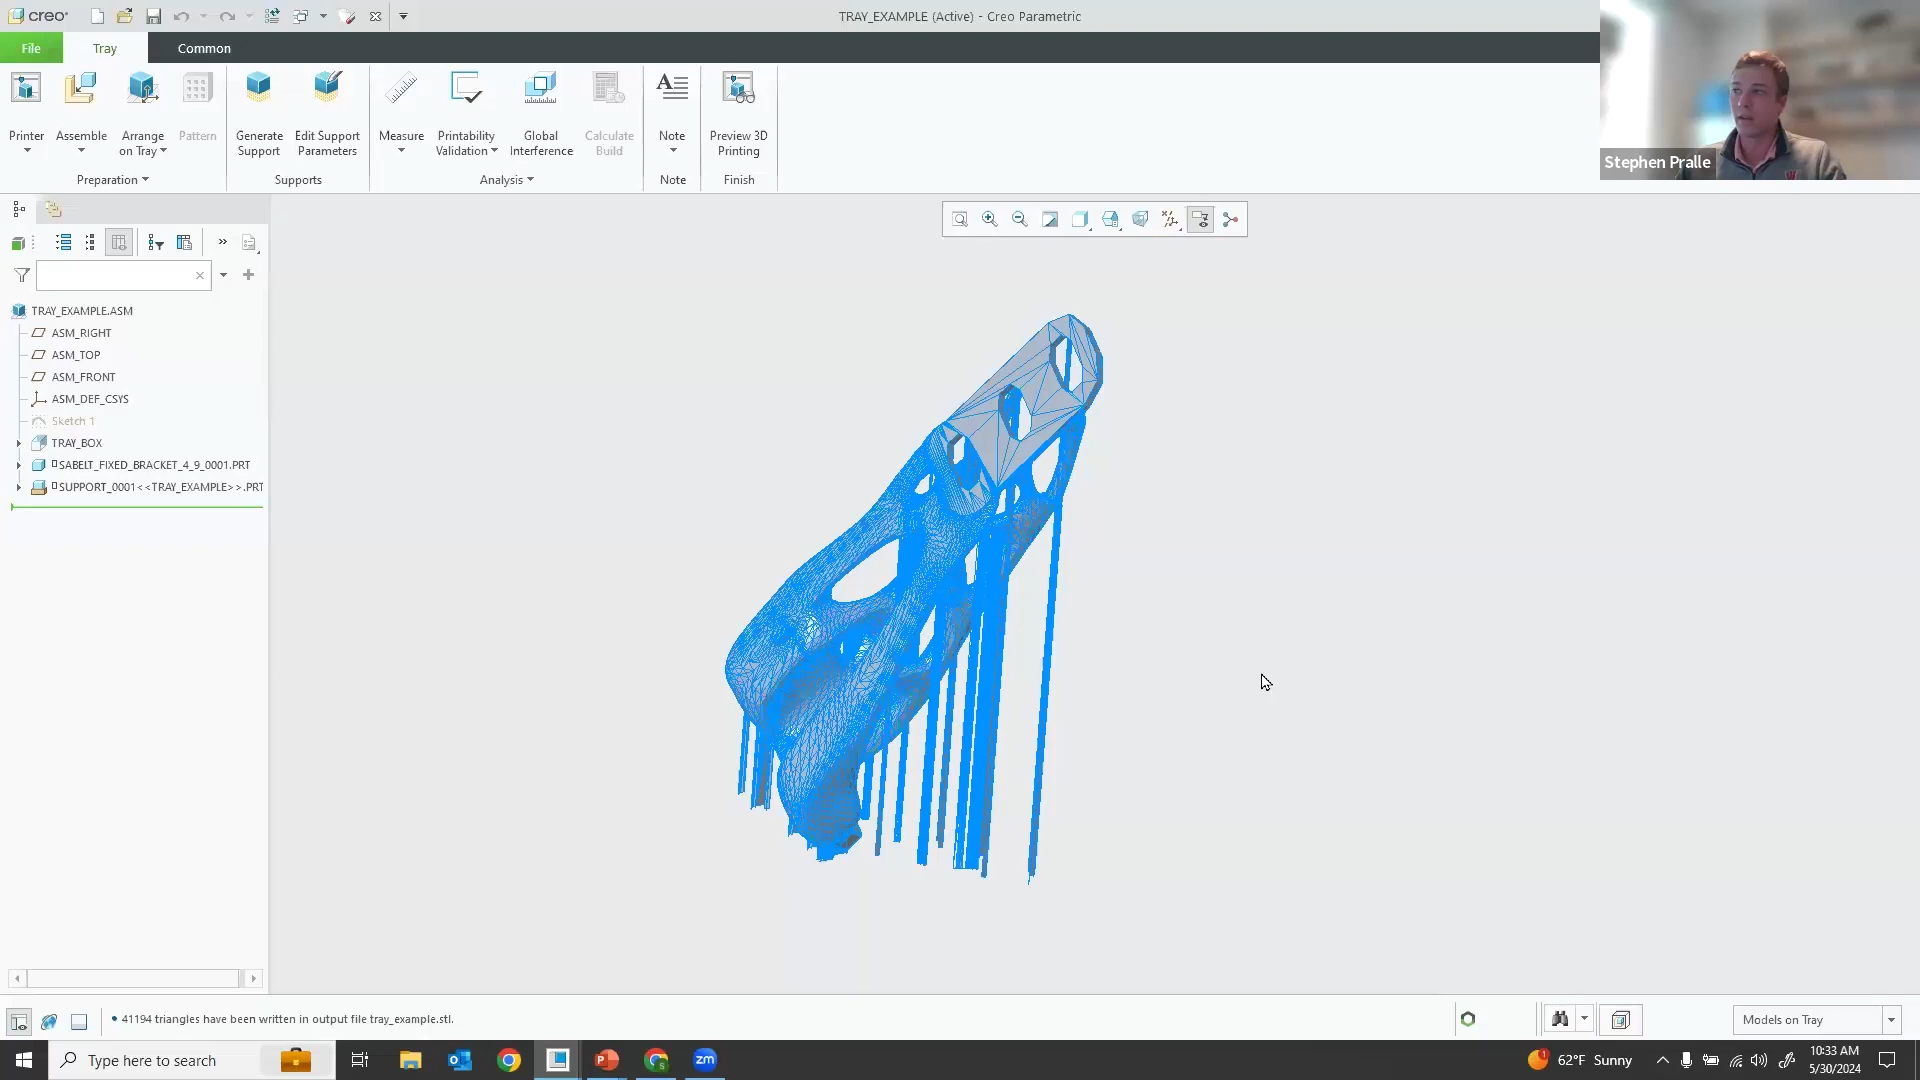 creo
TRAY_EXAMPLE (Active) - Creo Parametric
File
Tray
Common
Printer
Assemble
Arrange
on Tray
Pattern
Generate
Support
Edit Support
Parameters
Measure
Printability
Validation
Global
Interference
Calculate
Build
Note
Preview 3D
Printing
Preparation
Supports
Analysis
Note
Finish
Stephen Pralle
TRAY_EXAMPLE.ASM
ASM_RIGHT
ASM_TOP
ASM_FRONT
ASM_DEF_CSYS
Sketch 1
TRAY_BOX
SABELT_FIXED_BRACKET_4_9_0001.PRT
SUPPORT_0001<<TRAY_EXAMPLE>>.PRT
41194 triangles have been written in output file tray_example.stl.
Models on Tray
Type here to search
zm
62°F Sunny
10:33 AM
5/30/2024